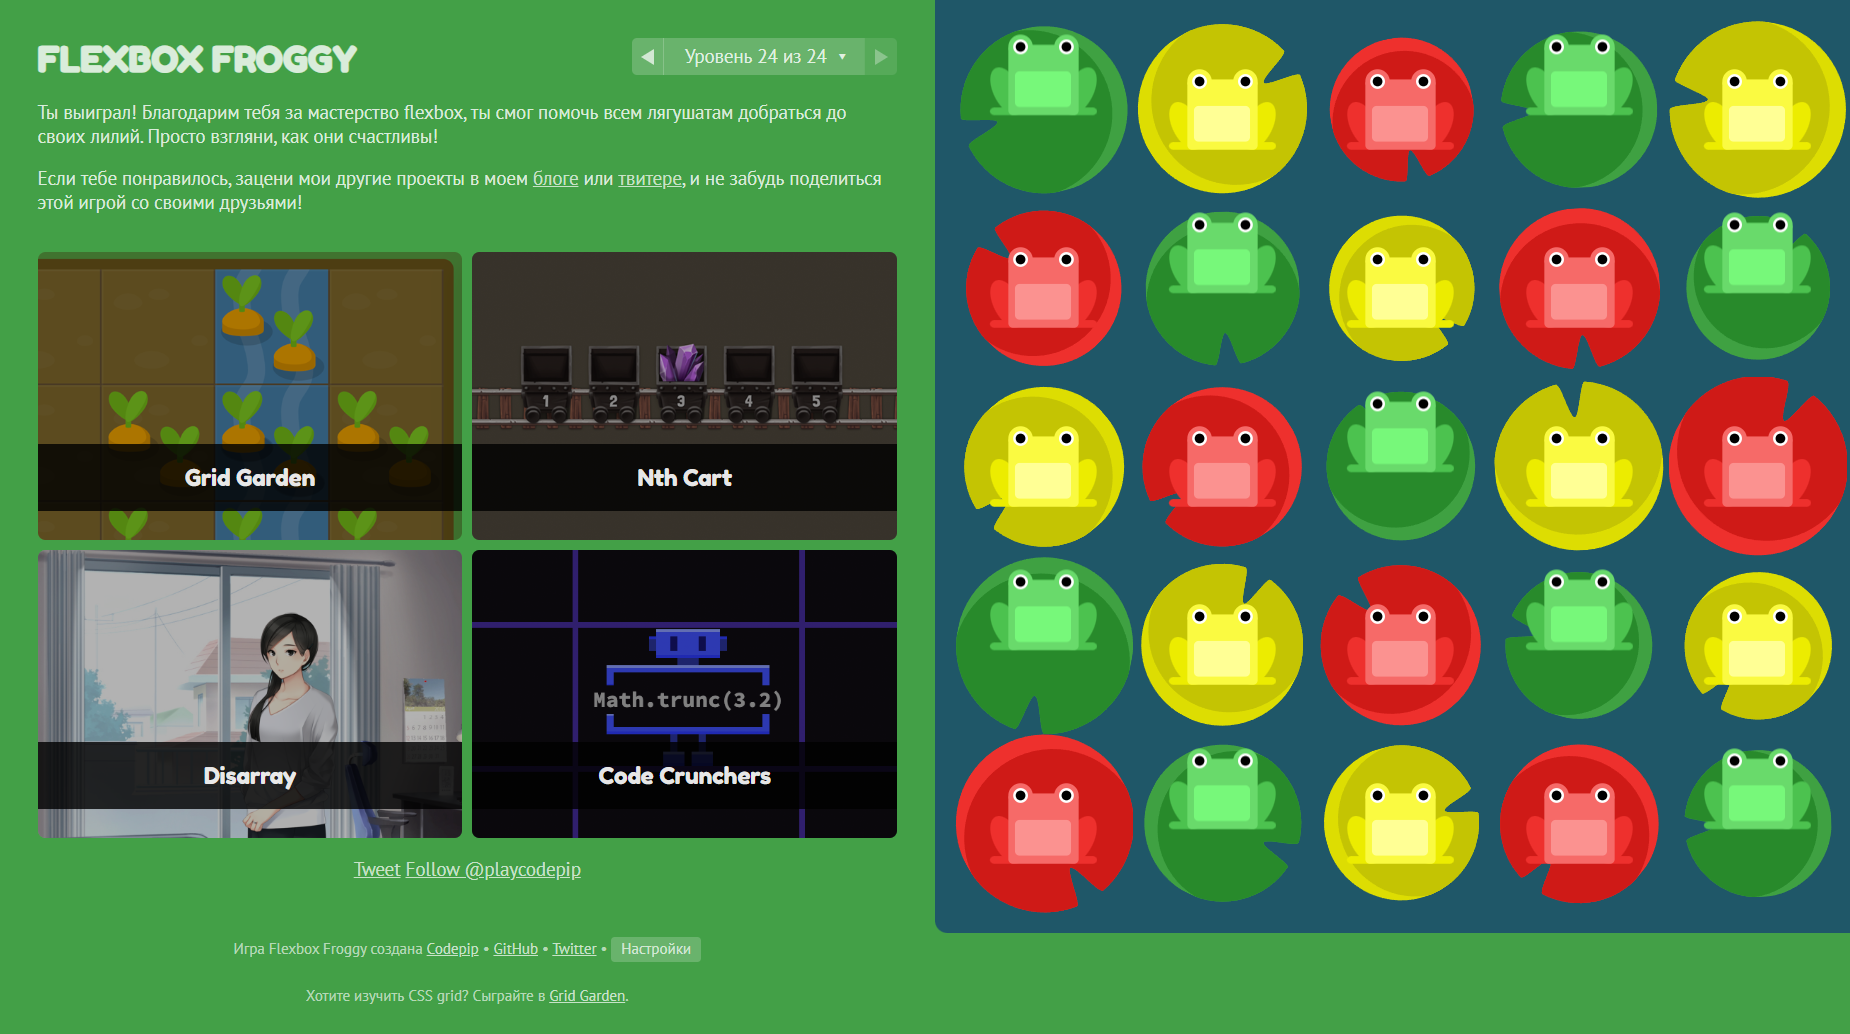 FLEXBOX FROGGY
Уровень 24 из 24
Ты выиграл! Благодарим тебя за мастерство flexbox, ты смог помочь всем лягушатам добраться до
своих лилий. Просто взгляни, как они счастливы!
Если тебе понравилось, зацени мои другие проекты в моем блоге или твитере, и не забудь поделиться
этой игрой со своими друзьями!
1 2 3 4 5
Grid Garden
Nth Cart
Math.trunc(3.2)
Disarray
Code Crunchers
Tweet Follow @playcodepip
Игра Flexbox Froggy создана Codepip • GitHub • Twitter • Настройки
Хотите изучить CSS grid? Сыграйте в Grid Garden.